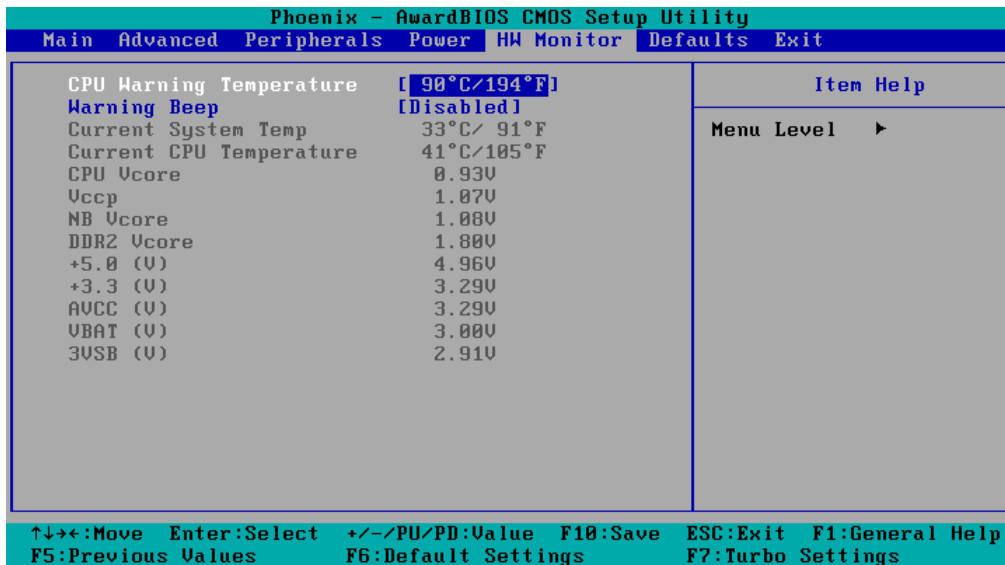 Phoenix - AwardBIOS CMOS Setup Utility
Main Advanced Peripherals Power HW Monitor Defaults Exit
CPU Warning Temperature [ 90°C/194°F]
Warning Beep [Disabled]
Current System Temp 33°C/ 91°F
Current CPU Temperature 41°C/105°F
CPU Vcore 0.93V
Vccp 1.07V
NB Vcore 1.08V
DDR2 Vcore 1.80V
+5.0 (V) 4.96V
+3.3 (V) 3.29V
AVCC (V) 3.29V
VBAT (V) 3.00V
3VSB (V) 2.91V
Item Help
Menu Level ►
↑↓→←:Move Enter:Select +/-/PU/PD:Value F10:Save ESC:Exit F1:General Help
F5:Previous Values F6:Default Settings F7:Turbo Settings